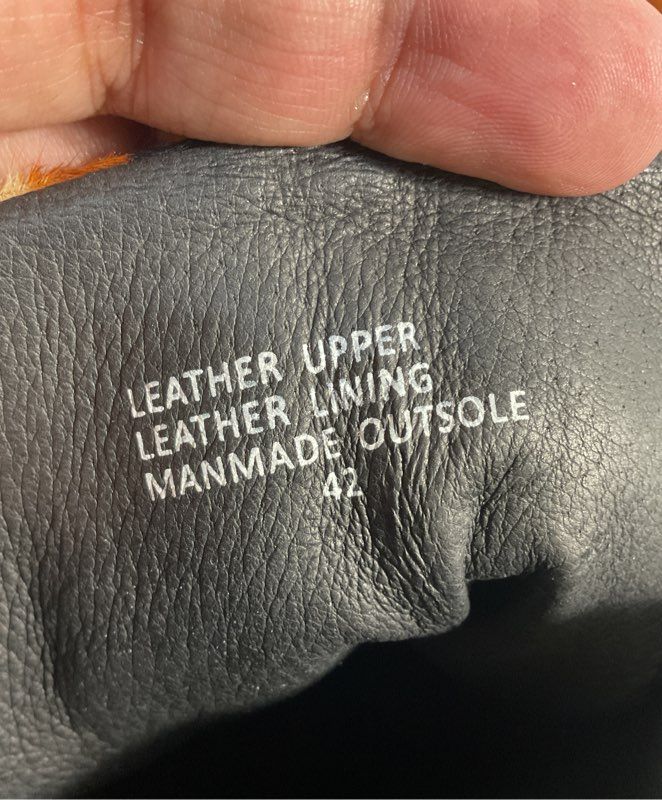 LEATHER UPPER
LEATHER LINING
MANMADE OUTSOLE
42